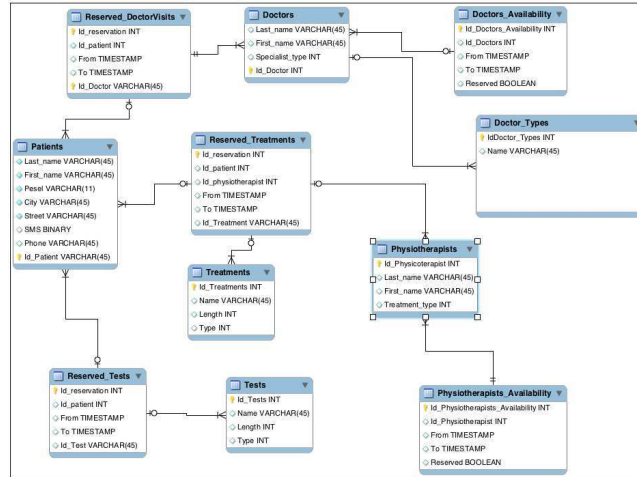 Reserved_DoctorVisits
Id_reservation INT
Id_patient INT
From TIMESTAMP
To TIMESTAMP
Id_Doctor VARCHAR(45)
Doctors
Last_name VARCHAR(45)
First_name VARCHAR(45)
Specialist_type INT
Id_Doctor INT
Doctors_Availability
Id_Doctors_Availability INT
Id_Doctors INT
From TIMESTAMP
To TIMESTAMP
Reserved BOOLEAN
Doctor_Types
IdDoctor_Types INT
Name VARCHAR(45)
Patients
Last_name VARCHAR(45)
First_name VARCHAR(45)
Pesel VARCHAR(11)
City VARCHAR(45)
Street VARCHAR(45)
SMS BINARY
Phone VARCHAR(45)
Id_Patient VARCHAR(45)
Reserved_Treatments
Id_reservation INT
Id_patient INT
Id_physiotherapist INT
From TIMESTAMP
To TIMESTAMP
Id_Treatment VARCHAR(45)
Treatments
Id_Treatments INT
Name VARCHAR(45)
Length INT
Type INT
Physiotherapists
Id_Physicoterapist INT
Last_name VARCHAR(45)
First_name VARCHAR(45)
Treatment_type INT
Reserved_Tests
Id_reservation INT
Id_patient INT
From TIMESTAMP
To TIMESTAMP
Id_Test VARCHAR(45)
Tests
Id_Tests INT
Name VARCHAR(45)
Length INT
Type INT
Physiotherapists_Availability
Id_Physiotherapists_Availability INT
Id_Physiotherapist INT
From TIMESTAMP
To TIMESTAMP
Reserved BOOLEAN